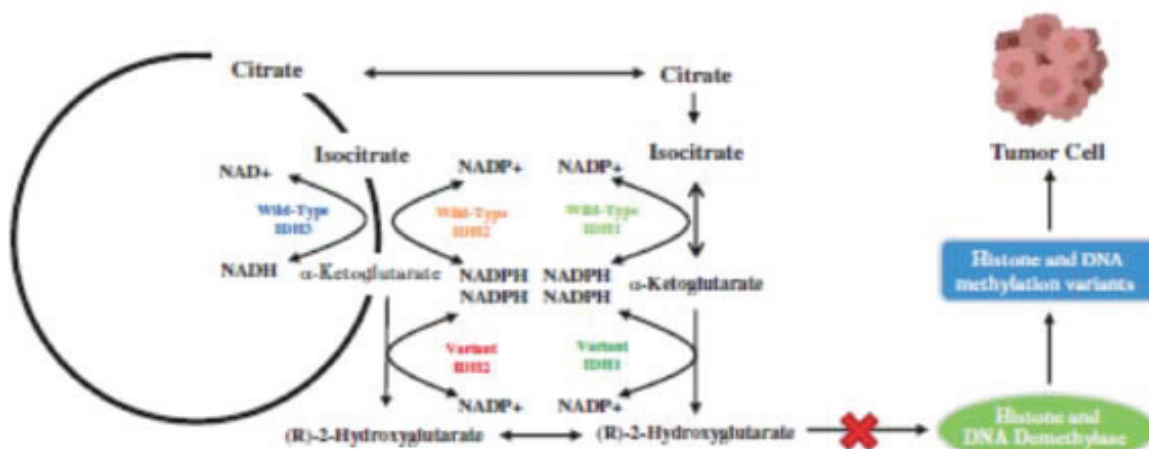 Citrate
Citrate
Isocitrate
Isocitrate
Tumor Cell
NAD+
NADP+
NADP+
Wild-Type
IDH3
Wild-Type
IDH2
Wild-Type
IDH1
NADH
α-Ketoglutarate
NADPH
NADPH
NADPH
NADPH
α-Ketoglutarate
Histone and DNA
methylation variants
Variant
IDH2
Variant
IDH1
NADP+
NADP+
(R)-2-Hydroxyglutarate
(R)-2-Hydroxyglutarate
Histone and
DNA Demethylase